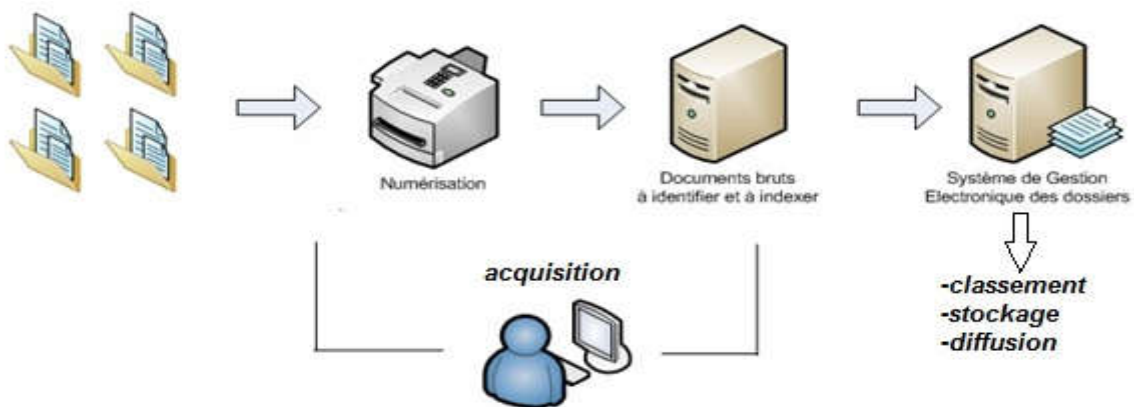 Numérisation
Documents bruts
à identifier et à indexer
Système de Gestion
Electronique des dossiers
acquisition
-classement
-stockage
-diffusion